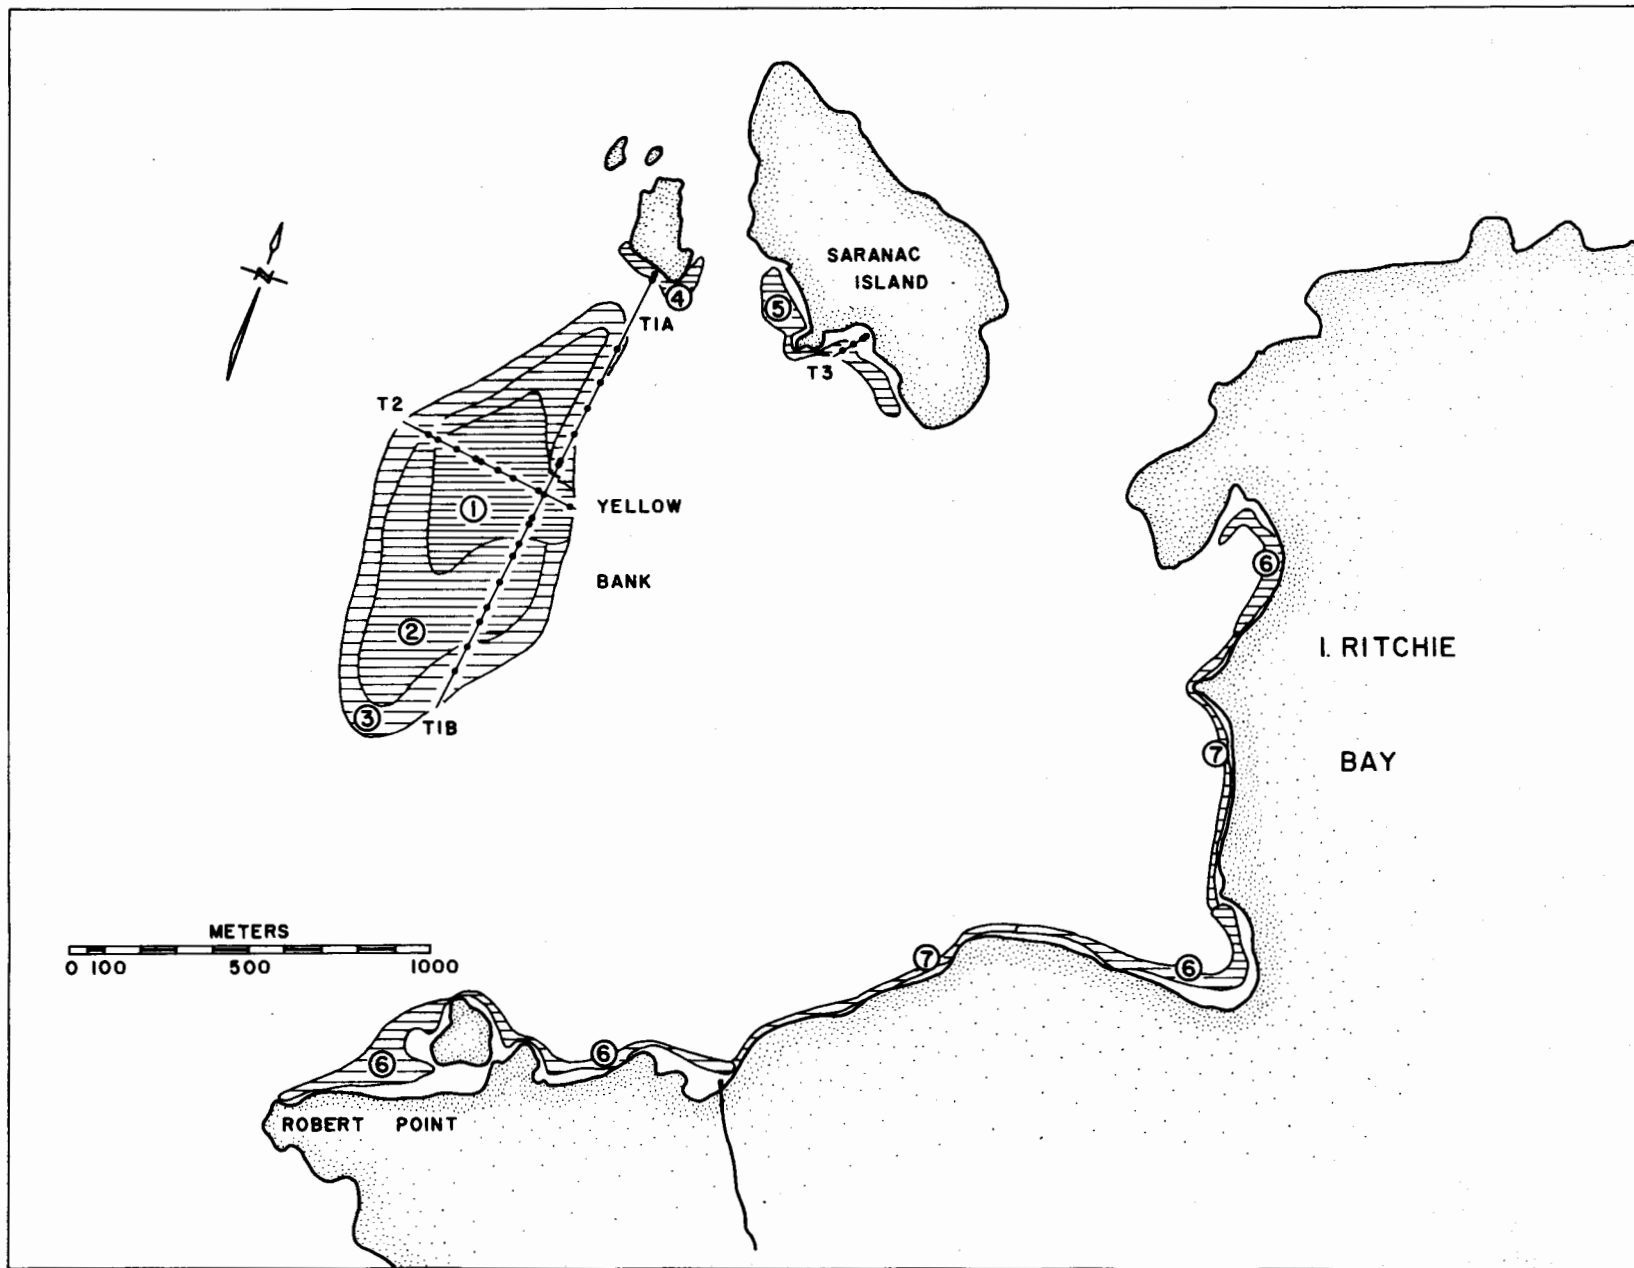 SARANAC
ISLAND
N
④
⑤
T1A
T3
T2
①
YELLOW
⑥
BANK
②
I. RITCHIE
③
T1B
⑦
BAY
METERS
0 100 500 1000
⑦
⑥
⑥
⑥
ROBERT POINT